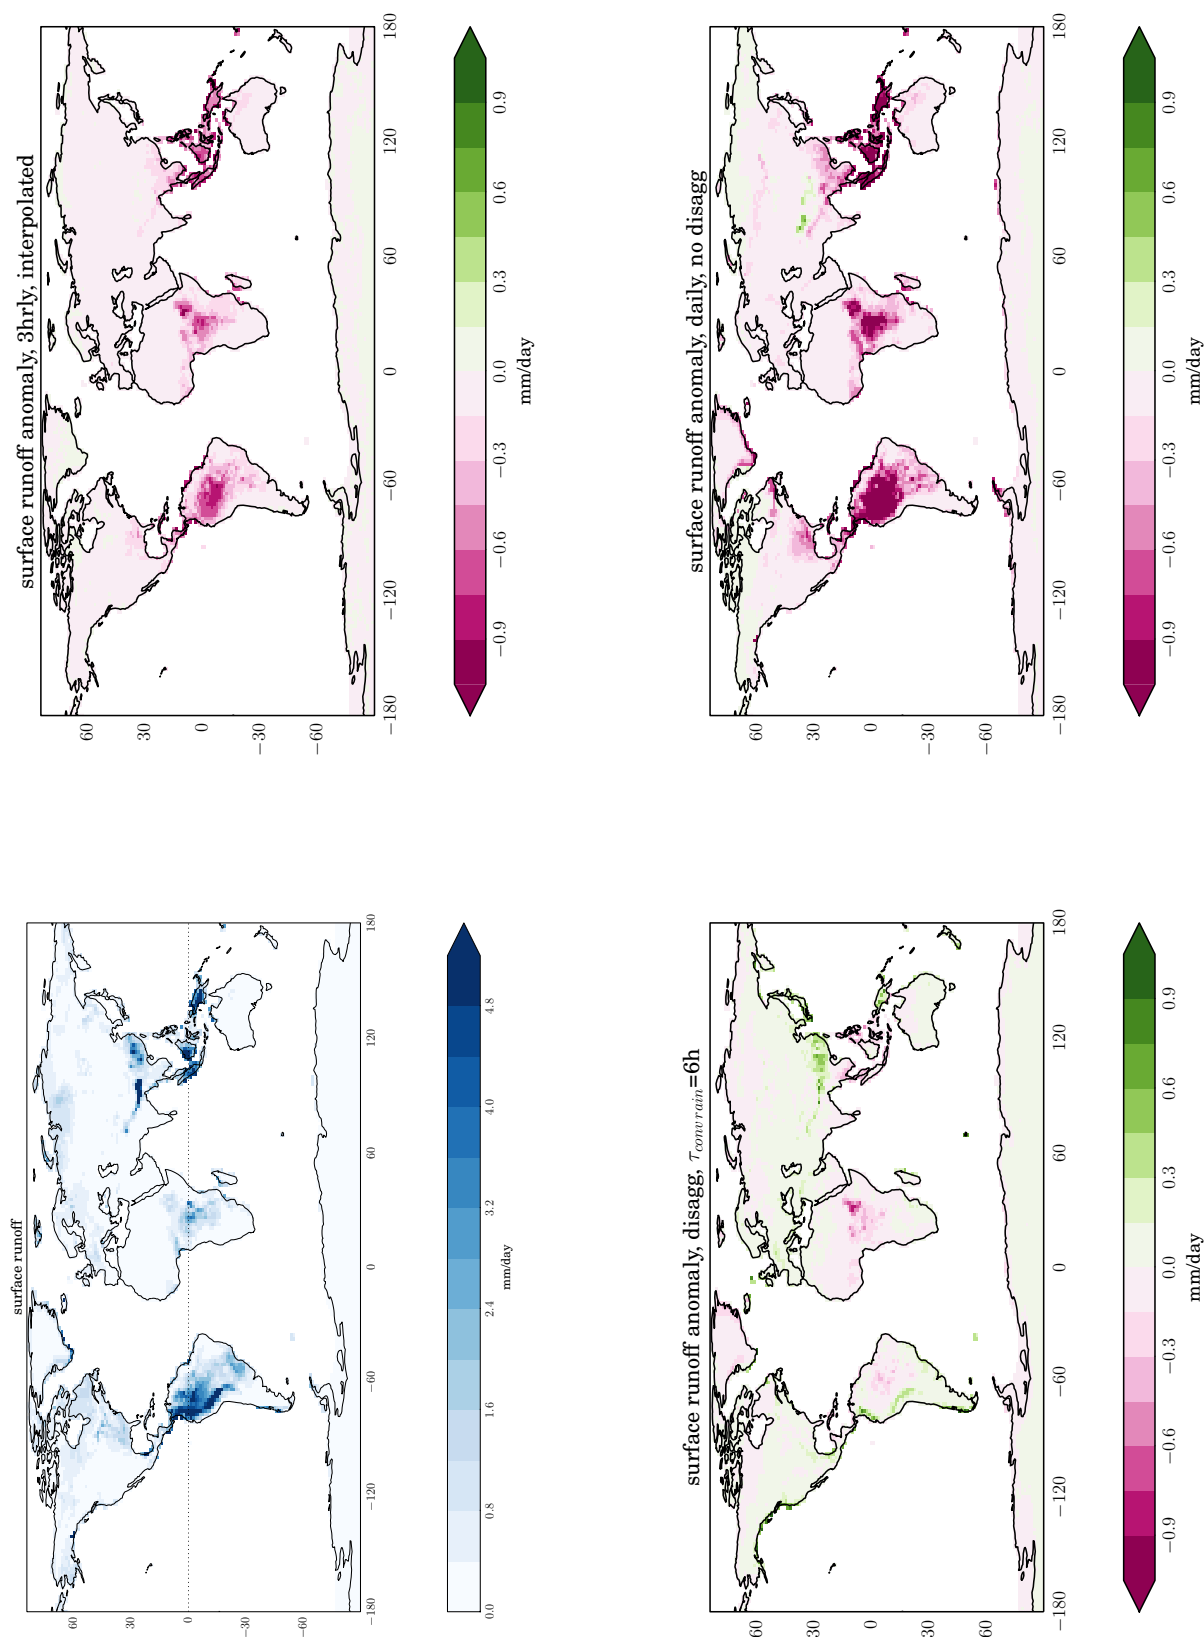 surface runoff
60
30
0
−30
−60
−180 −120 −60 0 60 120 180
0.0 0.8 1.6 2.4 3.2 4.0 4.8
mm/day
surface runoff anomaly, 3hrly, interpolated
60
30
0
−30
−60
−180 −120 −60 0 60 120 180
−0.9 −0.6 −0.3 0.0 0.3 0.6 0.9
mm/day
surface runoff anomaly, disagg, τconvrain=6h
60
30
0
30
60
−180 −120 −60 0 60 120 180
−0.9 −0.6 −0.3 0.0 0.3 0.6 0.9
mm/day
surface runoff anomaly, daily, no disagg
60
30
0
−30
−60
−180 −120 −60 0 60 120 180
−0.9 −0.6 −0.3 0.0 0.3 0.6 0.9
mm/day